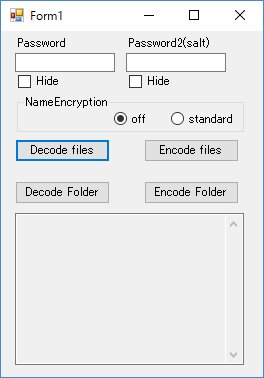 Form1
Password Password2(salt)
Hide Hide
NameEncryption
off standard
Decode files Encode files
Decode Folder Encode Folder